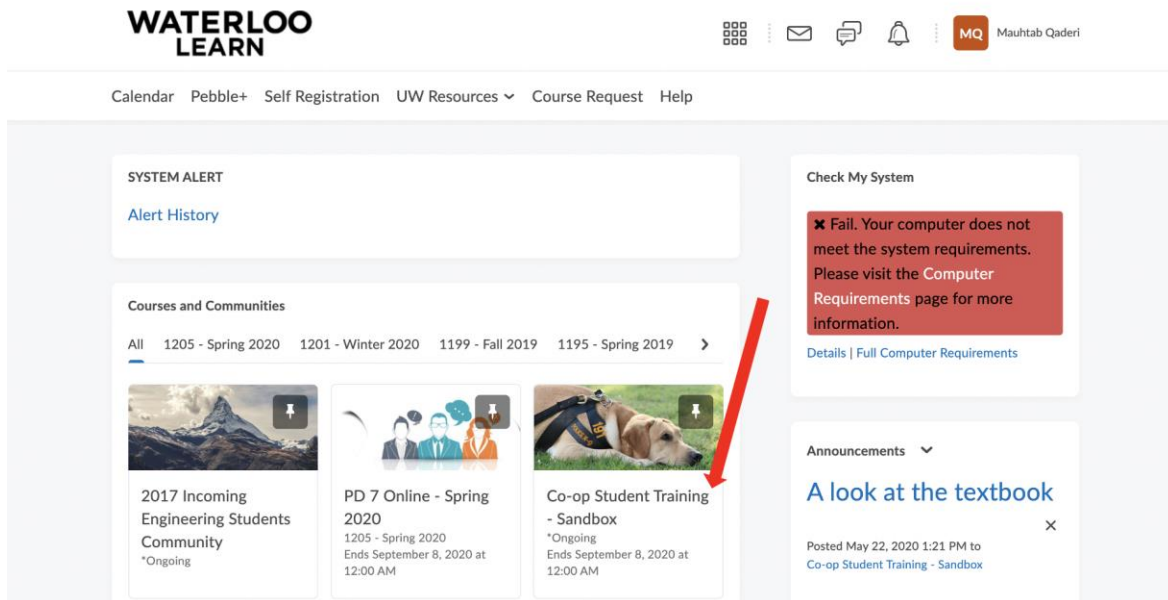 WATERLOO
LEARN
MQ
Mauhtab Qaderi
Calendar Pebble+ Self Registration UW Resources Course Request Help
SYSTEM ALERT
Alert History
Check My System
✖ Fail. Your computer does not
meet the system requirements.
Please visit the Computer
Requirements page for more
information.
Details | Full Computer Requirements
Courses and Communities
All 1205 - Spring 2020 1201 - Winter 2020 1199 - Fall 2019 1195 - Spring 2019
2017 Incoming
Engineering Students
Community
*Ongoing
PD 7 Online - Spring
2020
1205 - Spring 2020
Ends September 8, 2020 at
12:00 AM
Co-op Student Training
- Sandbox
*Ongoing
Ends September 8, 2020 at
12:00 AM
Announcements
A look at the textbook
Posted May 22, 2020 1:21 PM to
Co-op Student Training - Sandbox